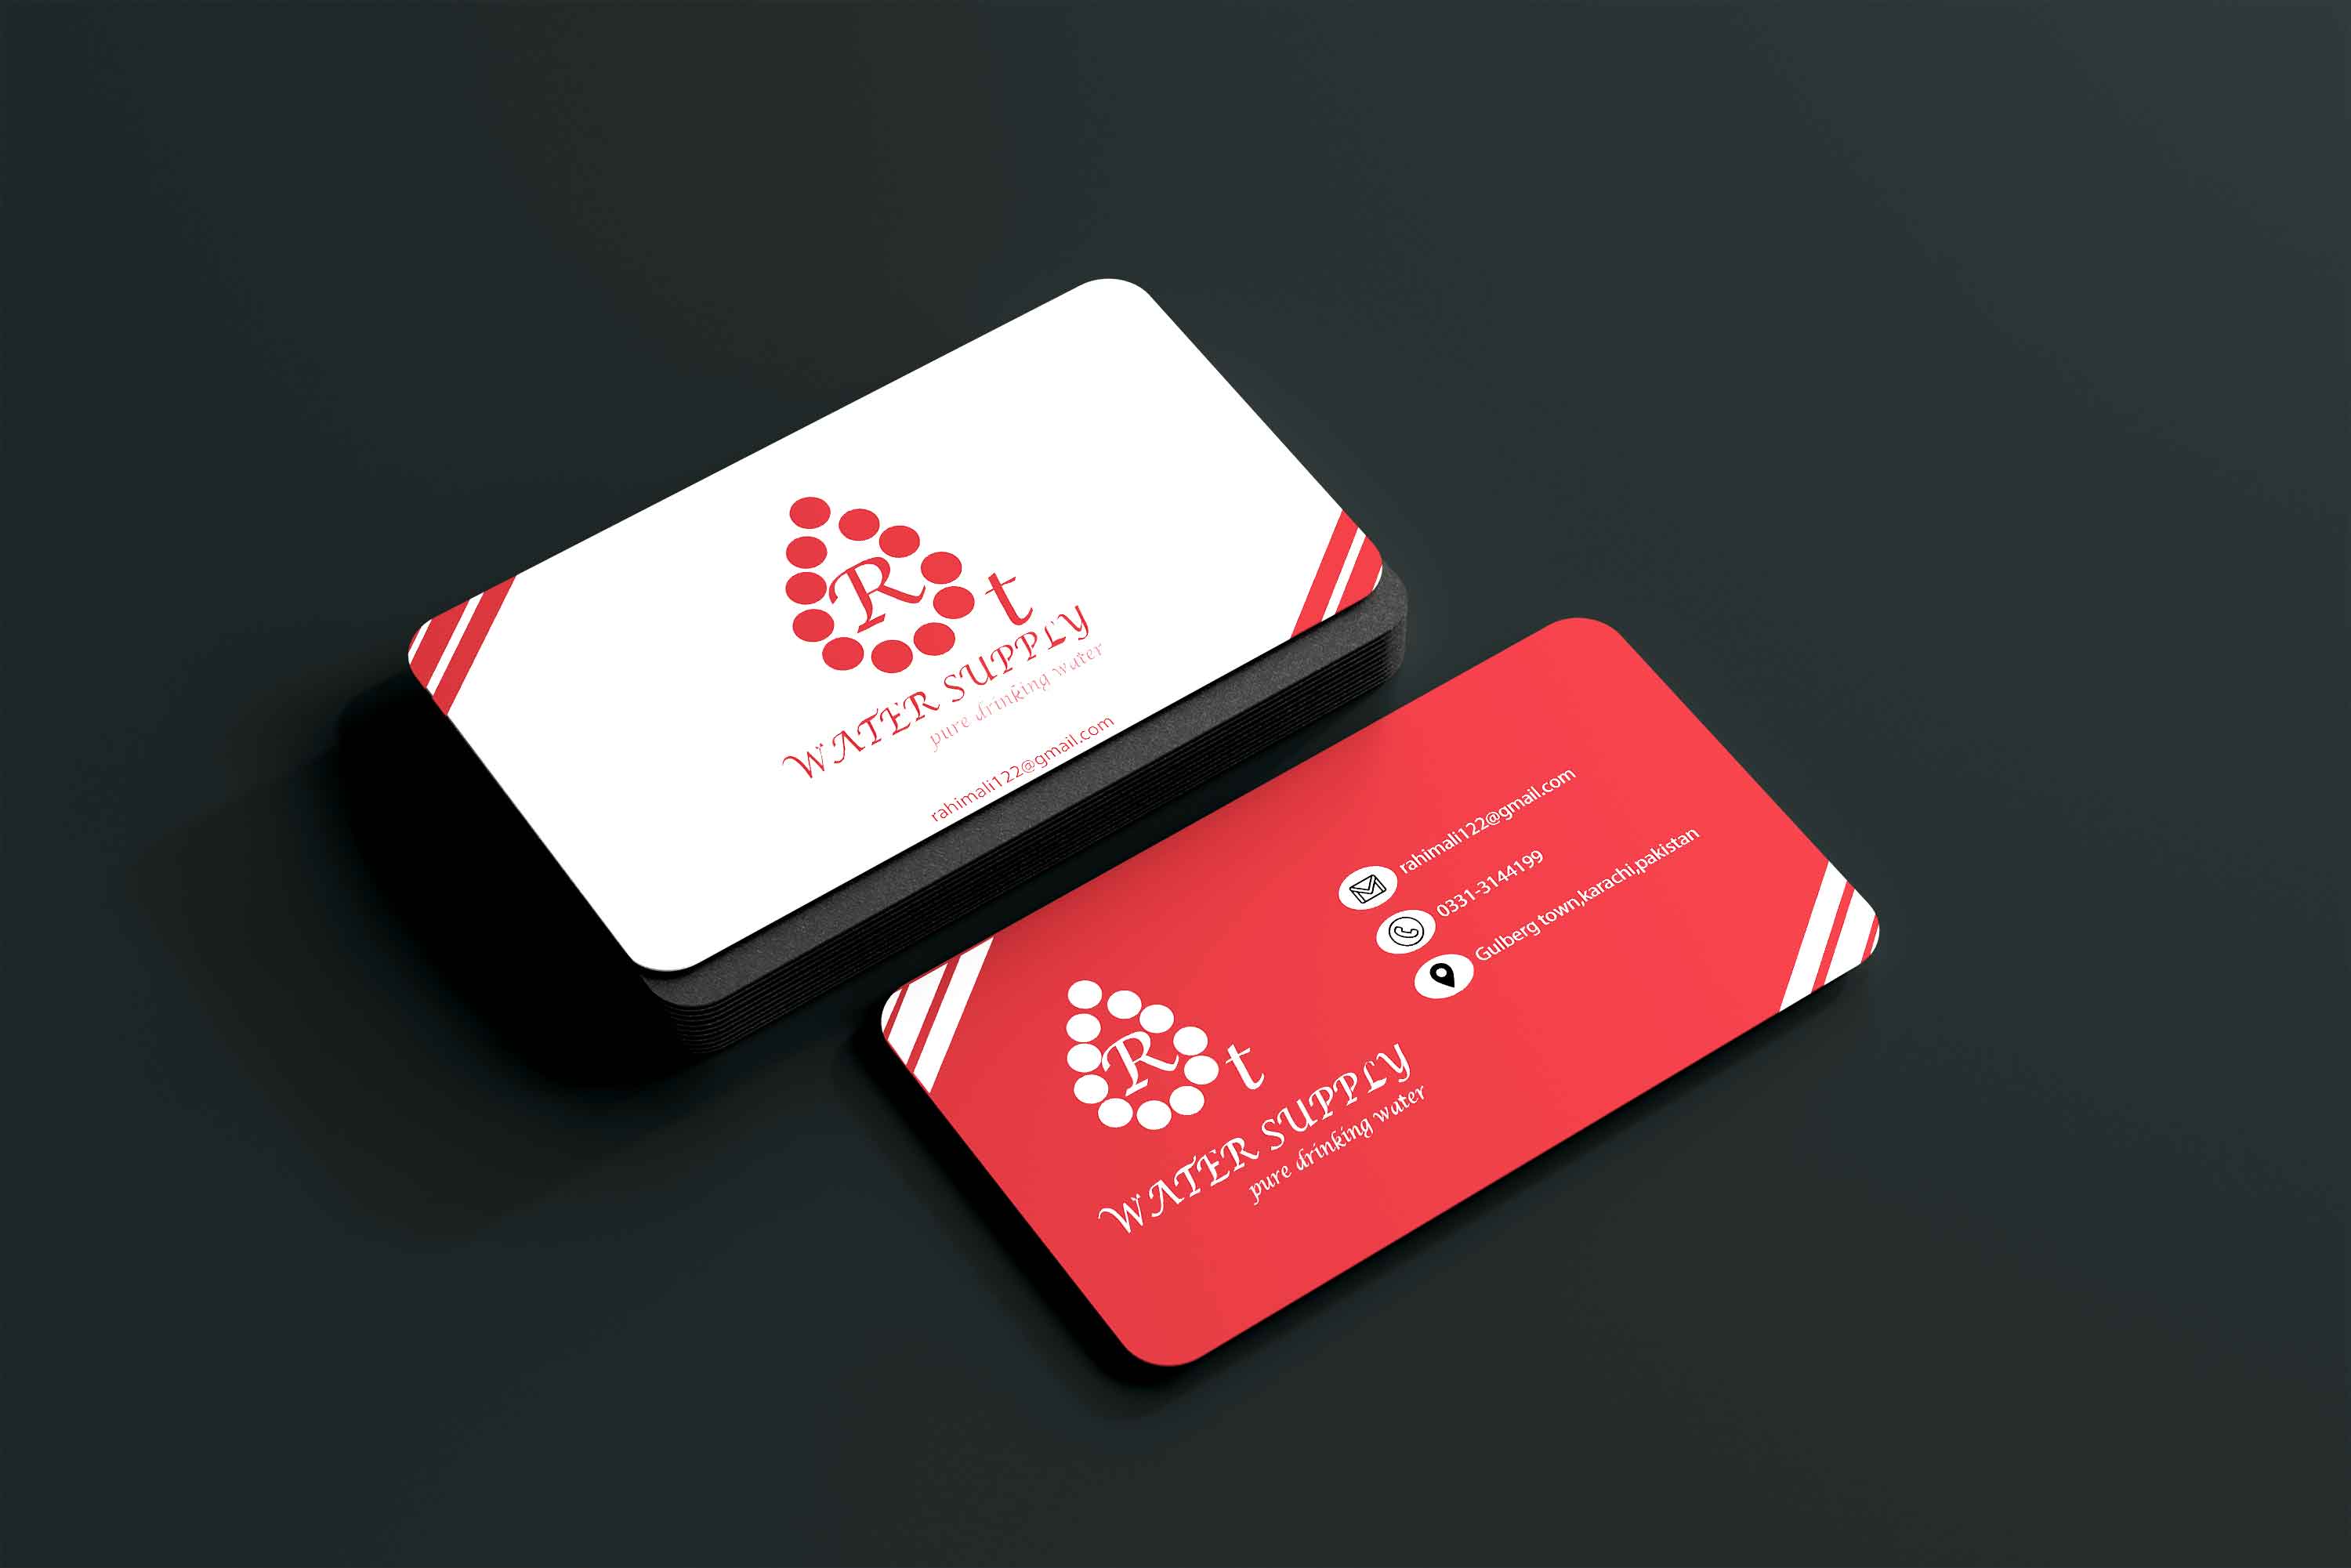 R t
WATER SUPPLY
pure drinking water
rahimali122@gmail.com
rahimali122@gmail.com
0331-3144199
Gulberg town,karachi,pakistan
R t
WATER SUPPLY
pure drinking water